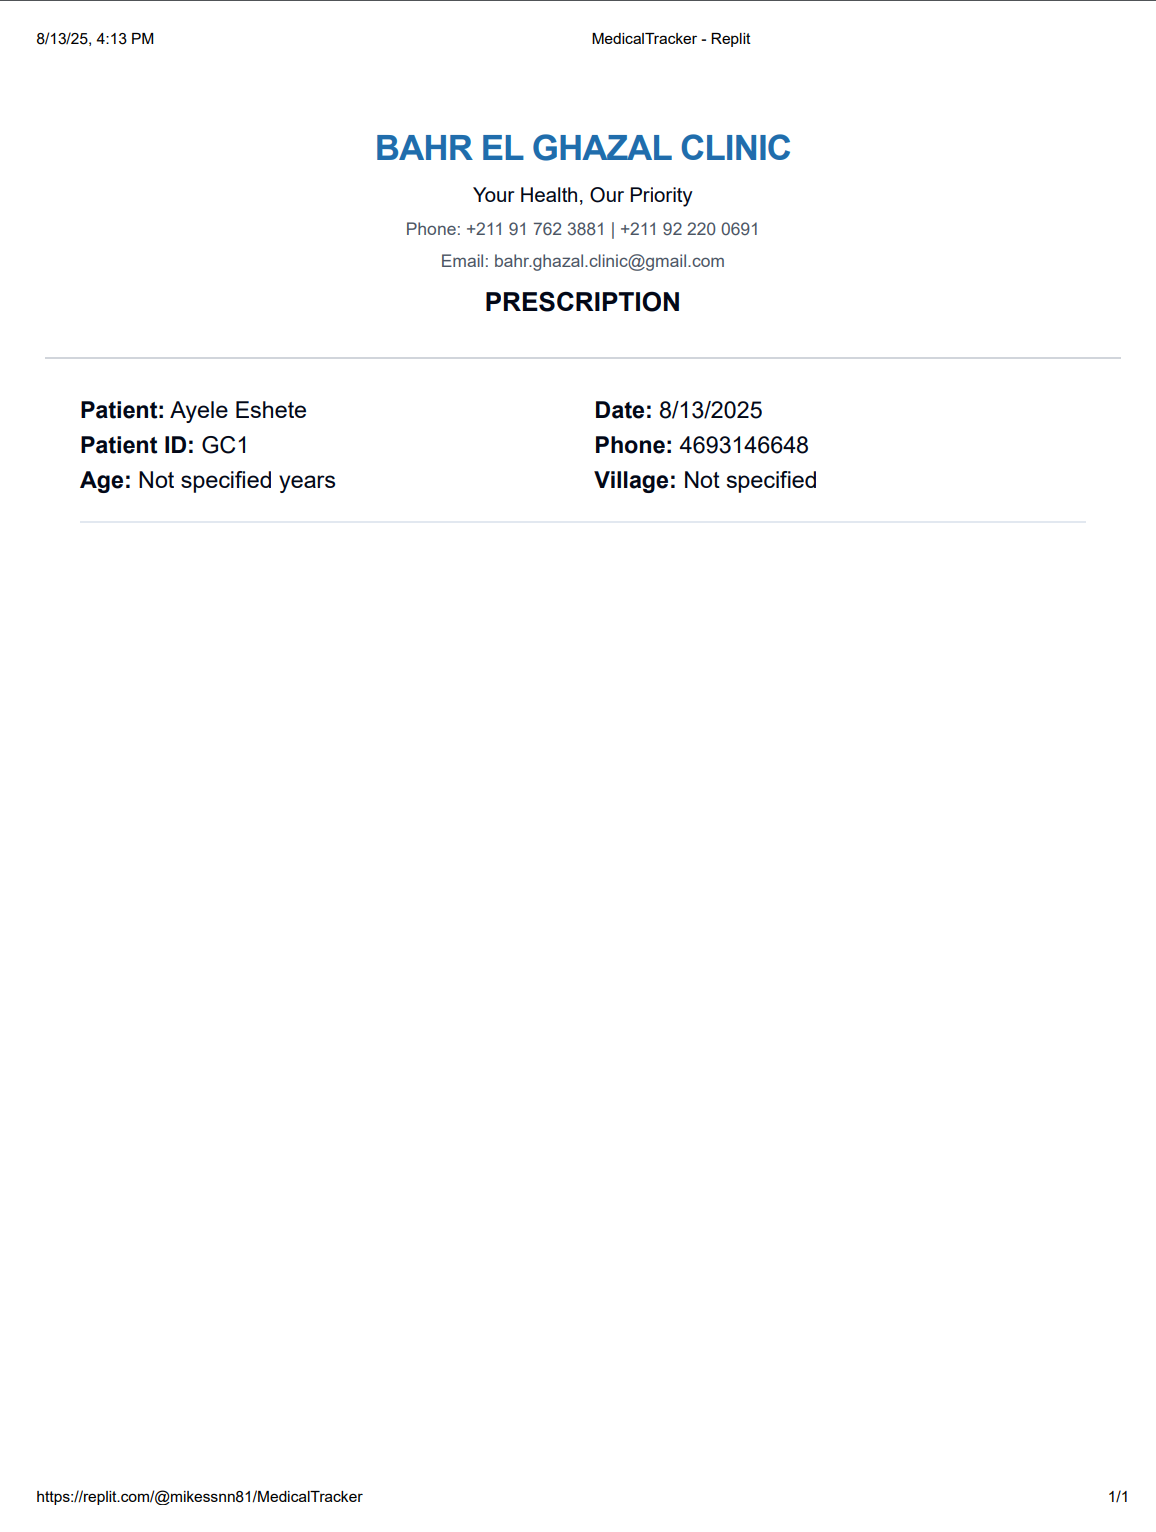 8/13/25, 4:13 PM MedicalTracker - Replit
BAHR EL GHAZAL CLINIC
Your Health, Our Priority
Phone: +211 91 762 3881 | +211 92 220 0691
Email: bahr.ghazal.clinic@gmail.com
PRESCRIPTION
Patient: Ayele Eshete Date: 8/13/2025
Patient ID: GC1 Phone: 4693146648
Age: Not specified years Village: Not specified
https://replit.com/@mikessnn81/MedicalTracker 1/1